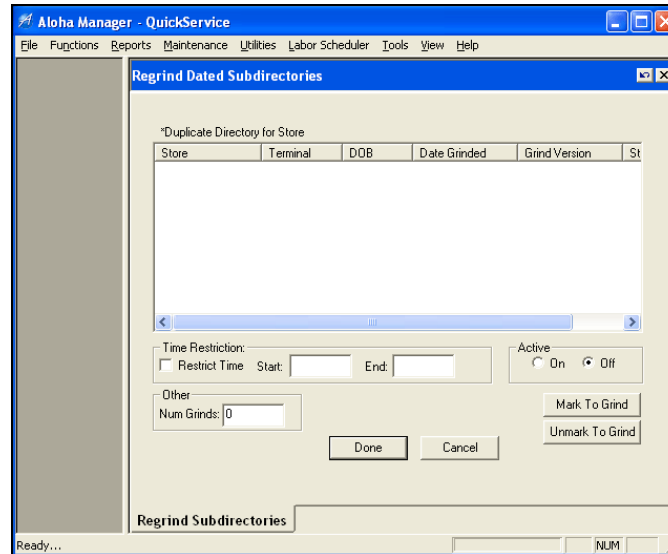 Aloha Manager - QuickService
File Functions Reports Maintenance Utilities Labor Scheduler Tools View Help
Regrind Dated Subdirectories
*Duplicate Directory for Store
Store Terminal DOB Date Grinded Grind Version St
Time Restriction: Active
Restrict Time Start: End: On Off
Other
Num Grinds: 0 Mark To Grind
Unmark To Grind
Done Cancel
Regrind Subdirectories
Ready... NUM